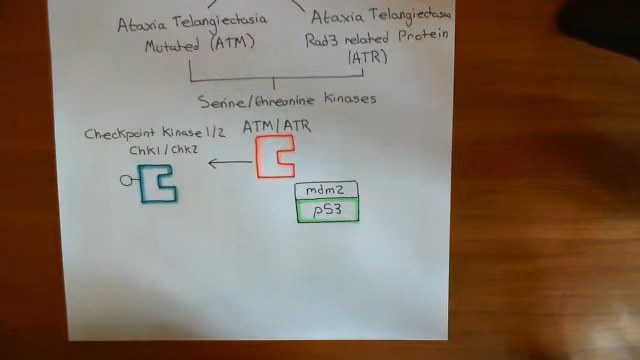 Ataxia Telangiectasia
Mutated (ATM)
Ataxia Telangiectasia
Rad3 related Protein
(ATR)
Serine/threonine Kinases
Checkpoint Kinase 1/2
Chk1/Chk2
ATM/ATR
mdm2
p53